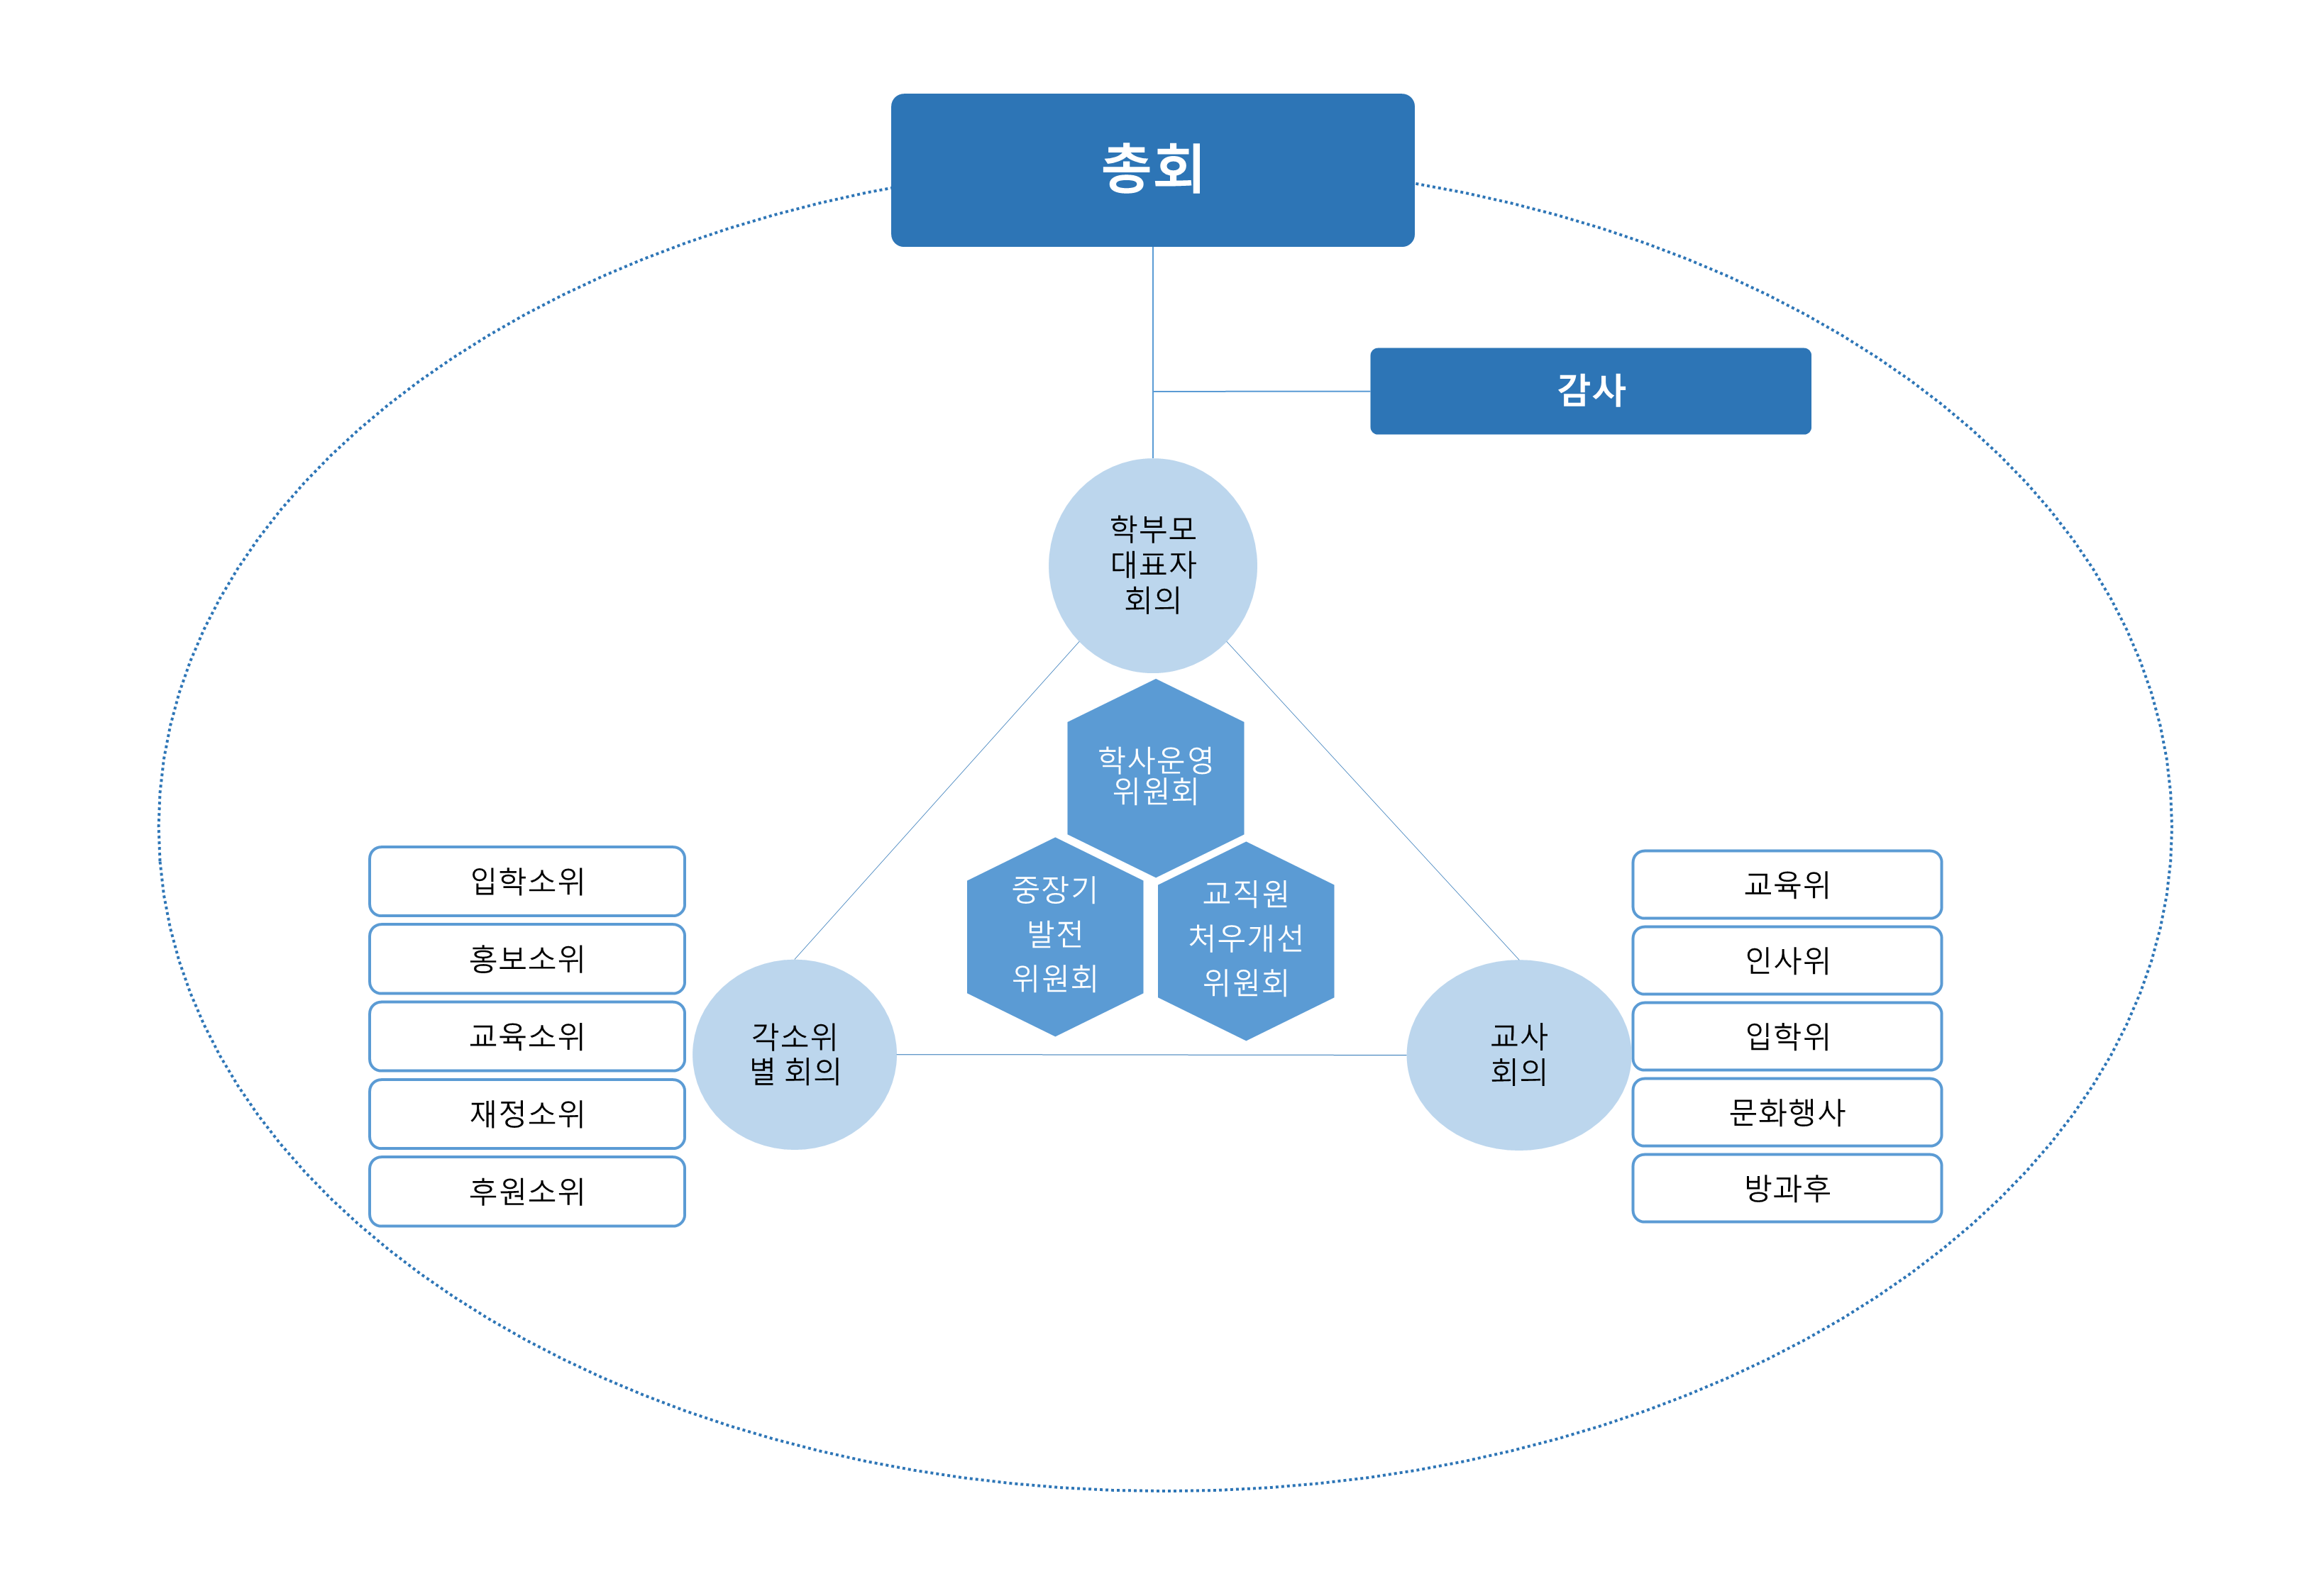 총회
감사
학부모
대표자
회의
학사운영
위원회
중장기
발전
위원회
교직원
처우개선
위원회
각소위
별 회의
교사
회의
입학소위
홍보소위
교육소위
재정소위
후원소위
교육위
인사위
입학위
문화행사
방과후